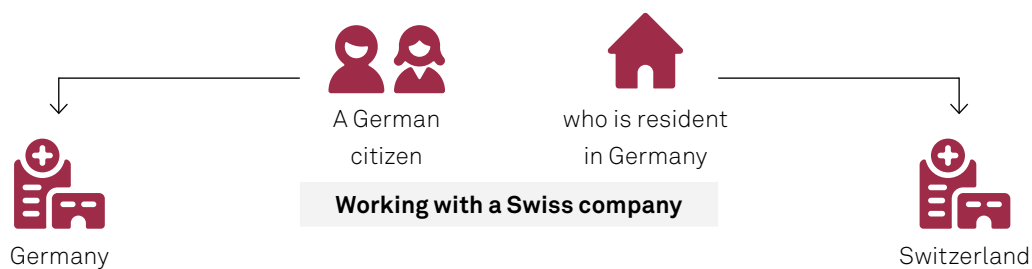 A German
citizen
who is resident
in Germany
Working with a Swiss company
Germany
Switzerland